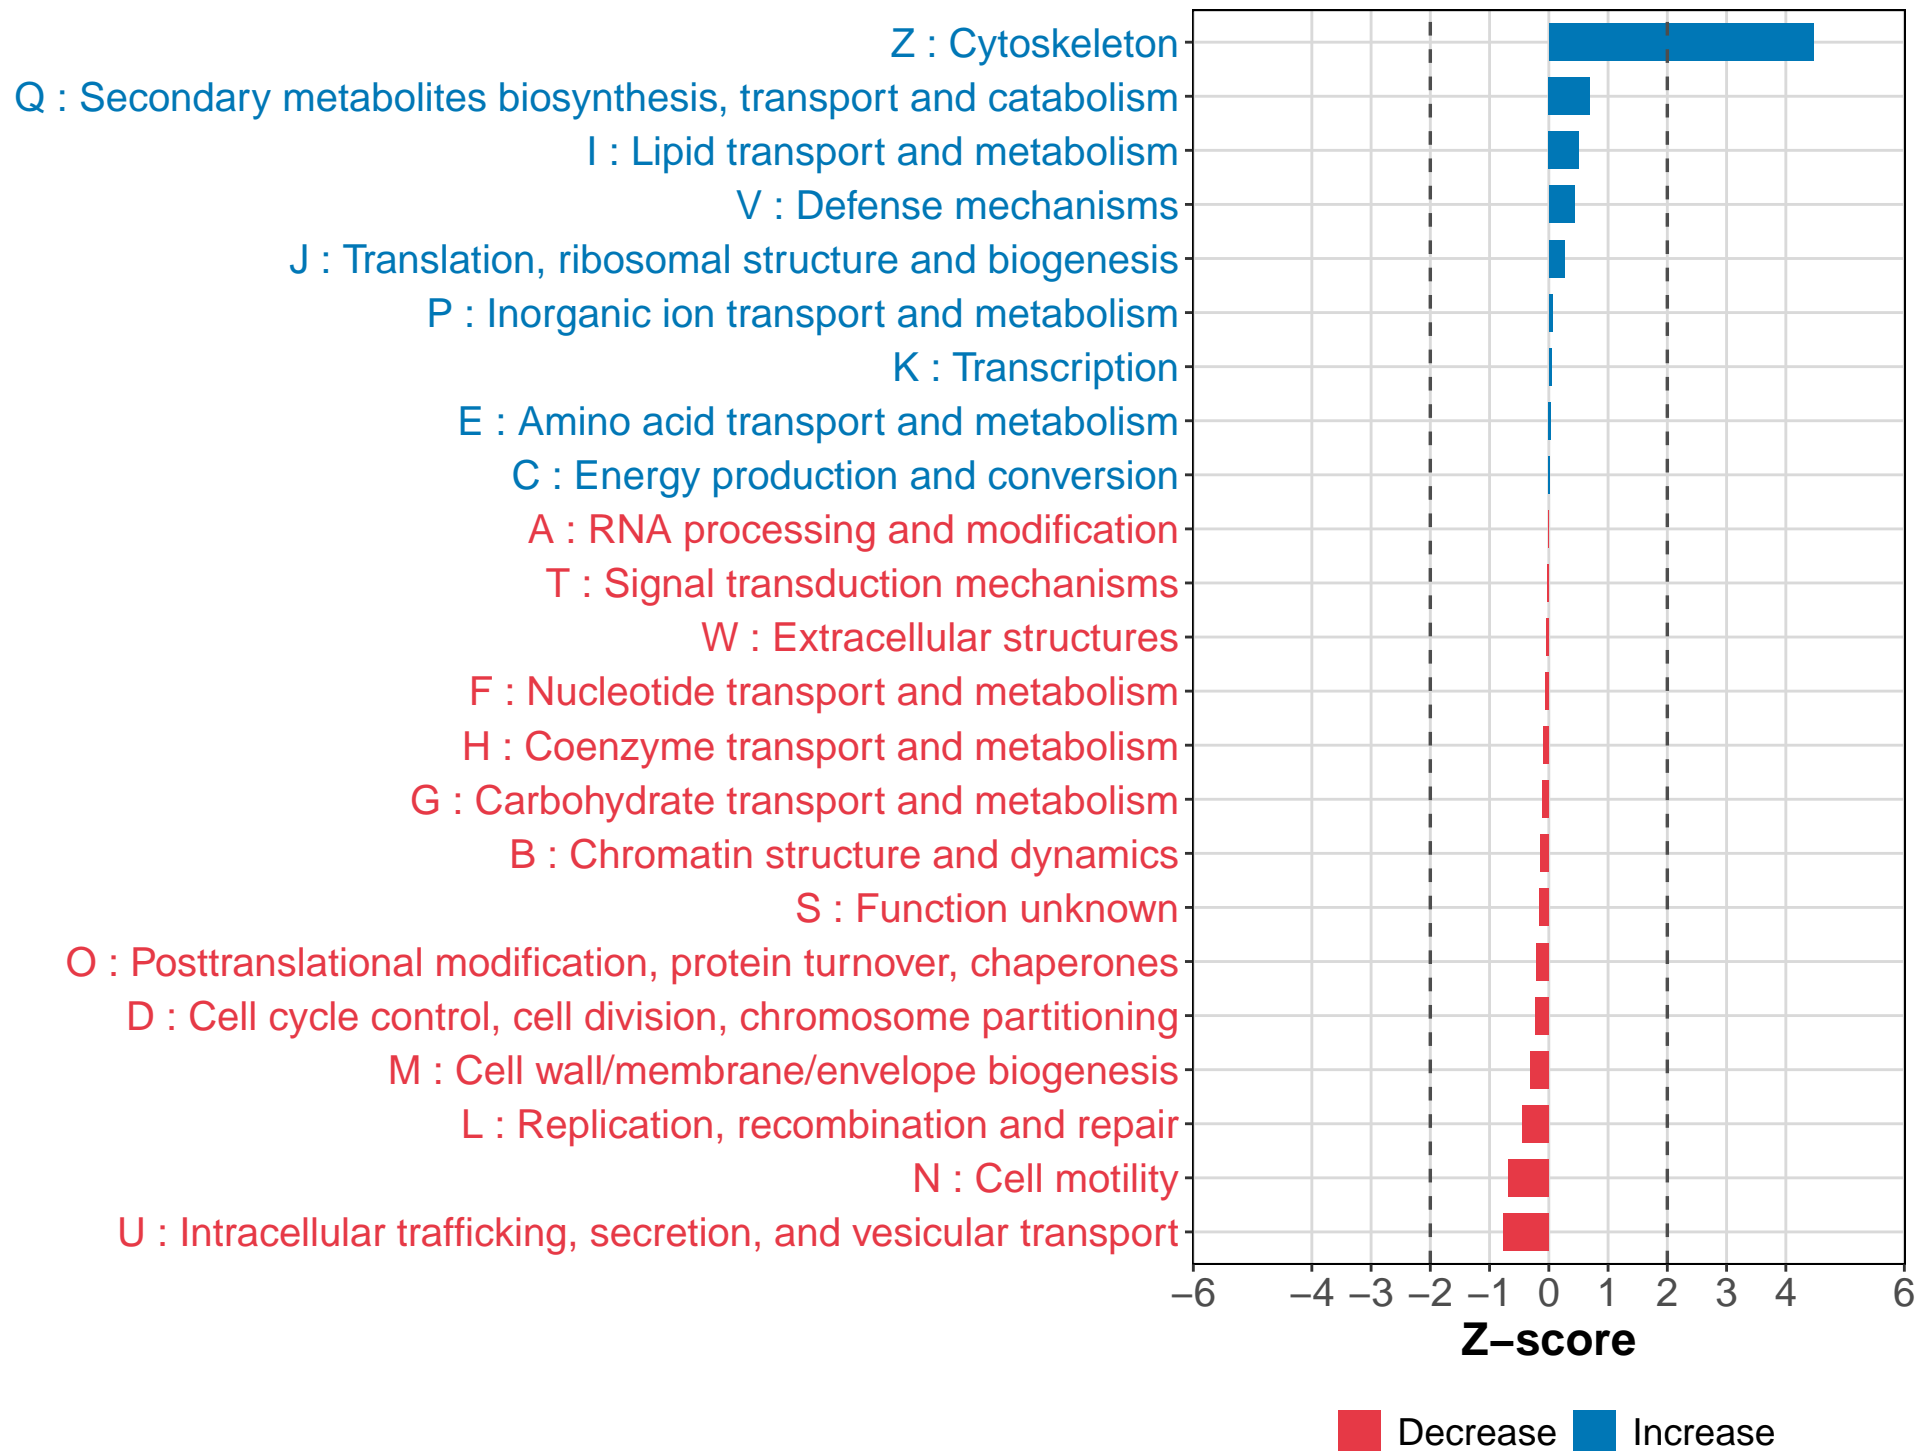 Z : Cytoskeleton
Q : Secondary metabolites biosynthesis, transport and catabolism
I : Lipid transport and metabolism
V : Defense mechanisms
J : Translation, ribosomal structure and biogenesis
P : Inorganic ion transport and metabolism
K : Transcription
E : Amino acid transport and metabolism
C : Energy production and conversion
A : RNA processing and modification
T : Signal transduction mechanisms
W : Extracellular structures
F : Nucleotide transport and metabolism
H : Coenzyme transport and metabolism
G : Carbohydrate transport and metabolism
B : Chromatin structure and dynamics
S : Function unknown
O : Posttranslational modification, protein turnover, chaperones
D : Cell cycle control, cell division, chromosome partitioning
M : Cell wall/membrane/envelope biogenesis
L : Replication, recombination and repair
N : Cell motility
U : Intracellular trafficking, secretion, and vesicular transport
−6 −4 −3 −2 −1 0 1 2 3 4 6
Z−score
Decrease Increase